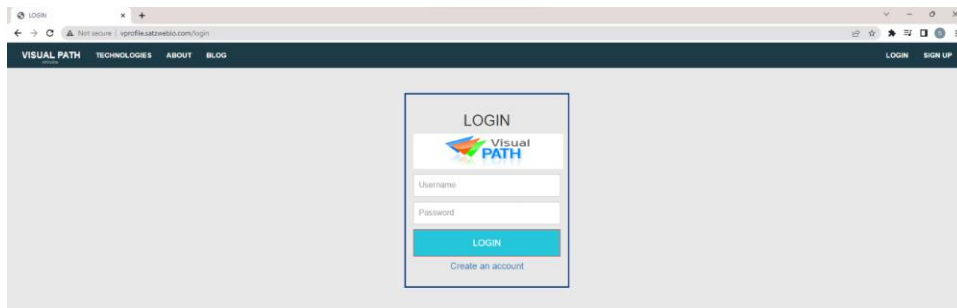 LOGIN
Not secure | vprofile.satzwebio.com/login
VISUAL PATH TECHNOLOGIES ABOUT BLOG LOGIN SIGN UP
LOGIN
Visual
PATH
Username
Password
LOGIN
Create an account